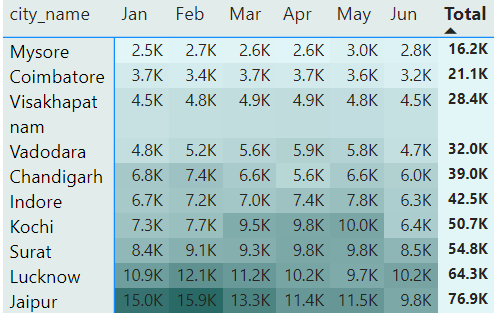 city_name Jan Feb Mar Apr May Jun Total
Mysore 2.5K 2.7K 2.6K 2.6K 3.0K 2.8K 16.2K
Coimbatore 3.7K 3.4K 3.7K 3.7K 3.6K 3.2K 21.1K
Visakhapat 4.5K 4.8K 4.9K 4.9K 4.8K 4.5K 28.4K
nam
Vadodara 4.8K 5.2K 5.6K 5.9K 5.8K 4.7K 32.0K
Chandigarh 6.8K 7.4K 6.6K 5.6K 6.6K 6.0K 39.0K
Indore 6.7K 7.2K 7.0K 7.4K 7.8K 6.3K 42.5K
Kochi 7.3K 7.7K 9.5K 9.8K 10.0K 6.4K 50.7K
Surat 8.4K 9.1K 9.3K 9.8K 9.8K 8.5K 54.8K
Lucknow 10.9K 12.1K 11.2K 10.2K 9.7K 10.2K 64.3K
Jaipur 15.0K 15.9K 13.3K 11.4K 11.5K 9.8K 76.9K